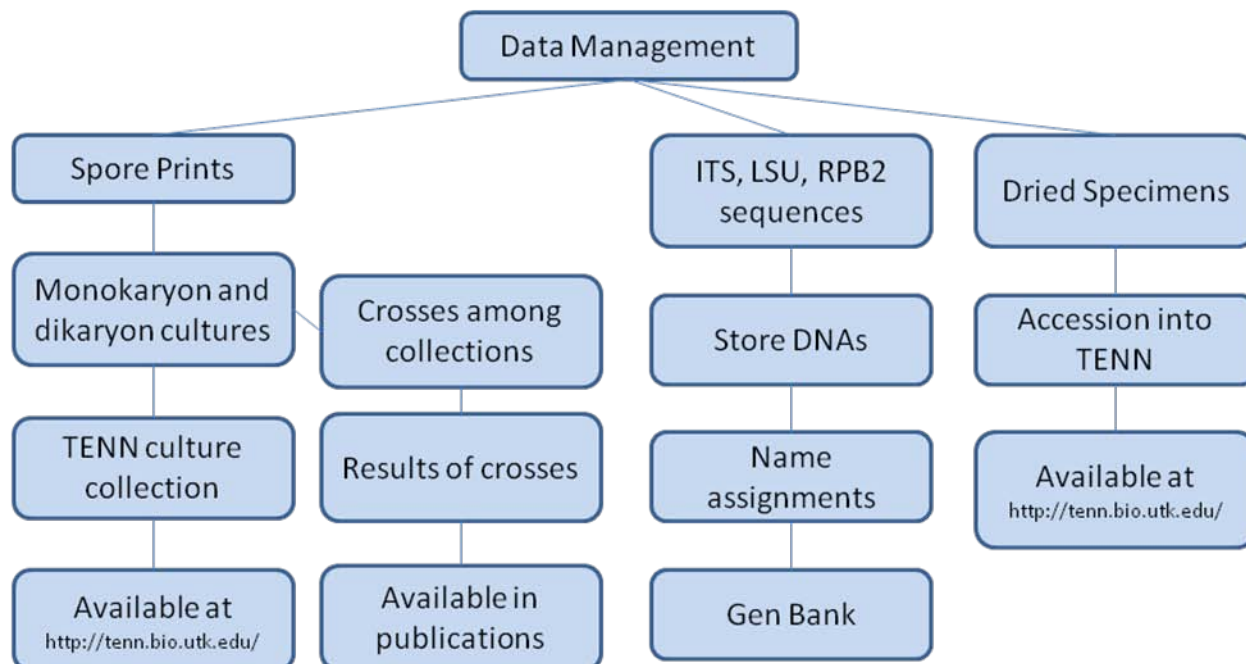 Data Management
Spore Prints
Monokaryon and
dikaryon cultures
TENN culture
collection
Available at
http://tenn.bio.utk.edu/
Crosses among
collections
Results of crosses
Available in
publications
ITS, LSU, RPB2
sequences
Store DNAs
Name
assignments
Gen Bank
Dried Specimens
Accession into
TENN
Available at
http://tenn.bio.utk.edu/